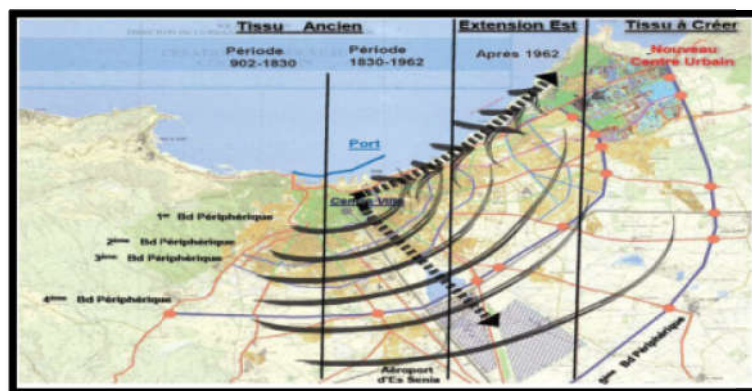 Tissu Ancien
Extension Est
Tissu à Créer
Période
902-1830
Période
1830-1962
Après 1962
Nouveau
Centre Urbain
Port
Centre Ville
1er Bd Périphérique
2ème Bd Périphérique
3ème Bd Périphérique
4ème Bd Périphérique
5ème Bd Périphérique
Aéroport
d'Es Senia